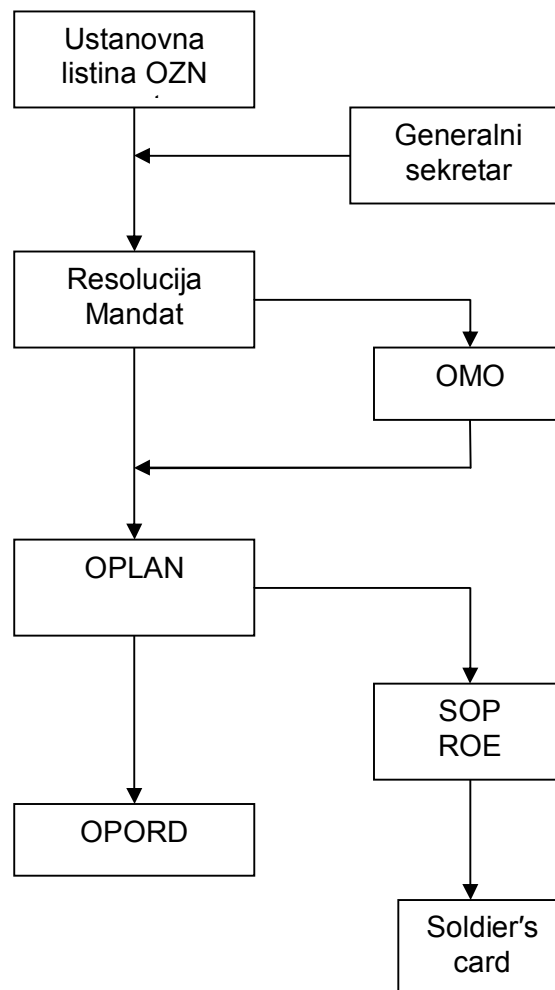 Ustanovna
listina OZN
Generalni
sekretar
Resolucija
Mandat
OMO
OPLAN
SOP
ROE
OPORD
Soldier's
card